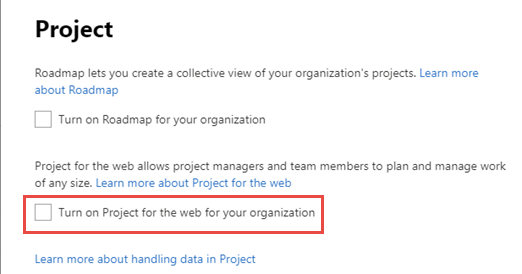 Project
Roadmap lets you create a collective view of your organization's projects. Learn more
about Roadmap
Turn on Roadmap for your organization
Project for the web allows project managers and team members to plan and manage work
of any size. Learn more about Project for the web
Turn on Project for the web for your organization
Learn more about handling data in Project